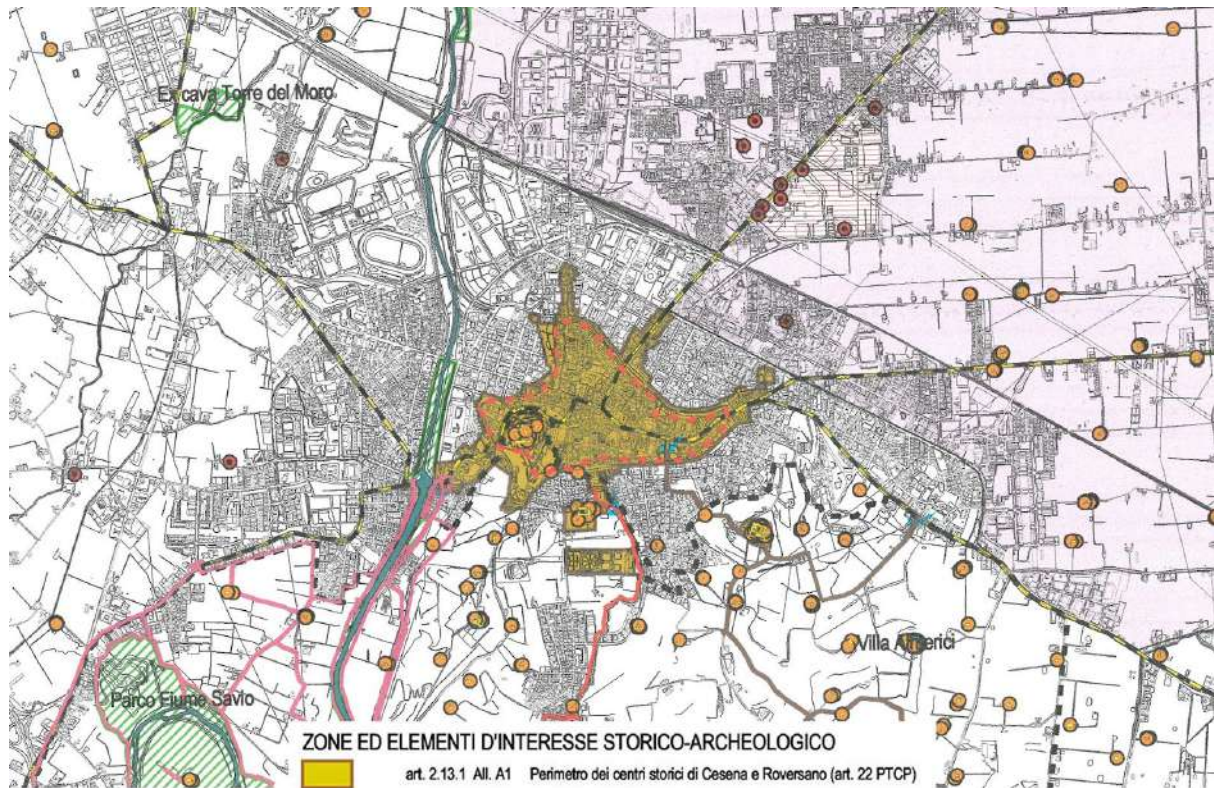 Ex cava Torre del Moro
Villa Almerici
Parco Fiume Savio
ZONE ED ELEMENTI D'INTERESSE STORICO-ARCHEOLOGICO
art. 2.13.1 All. A1 Perimetro dei centri storici di Cesena e Roversano (art. 22 PTCP)